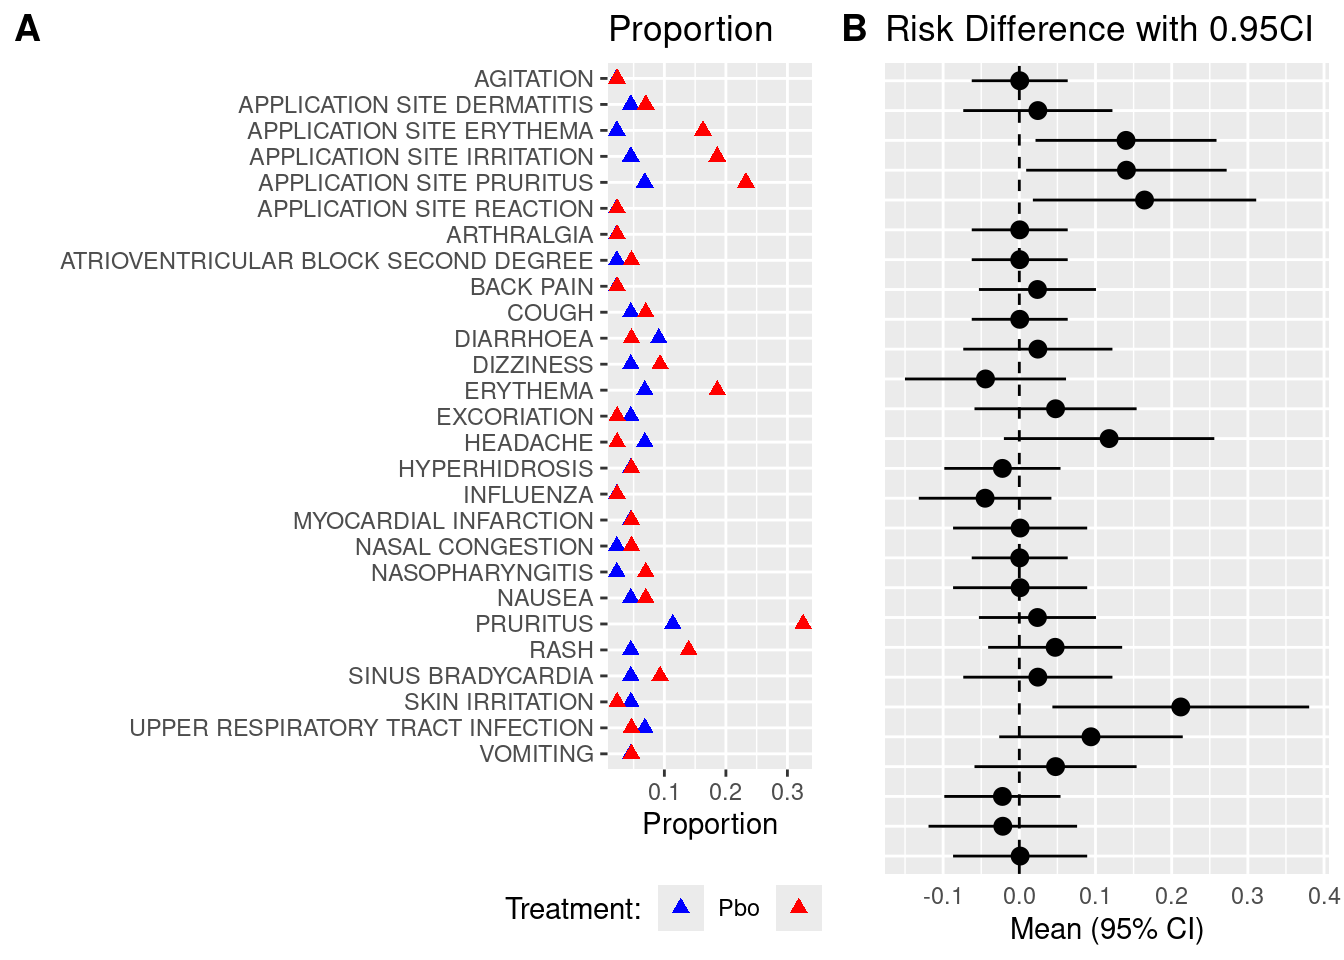 A
Proportion
AGITATION
APPLICATION SITE DERMATITIS
APPLICATION SITE ERYTHEMA
APPLICATION SITE IRRITATION
APPLICATION SITE PRURITUS
APPLICATION SITE REACTION
ARTHRALGIA
ATRIOVENTRICULAR BLOCK SECOND DEGREE
BACK PAIN
COUGH
DIARRHOEA
DIZZINESS
ERYTHEMA
EXCORIATION
HEADACHE
HYPERHIDROSIS
INFLUENZA
MYOCARDIAL INFARCTION
NASAL CONGESTION
NASOPHARYNGITIS
NAUSEA
PRURITUS
RASH
SINUS BRADYCARDIA
SKIN IRRITATION
UPPER RESPIRATORY TRACT INFECTION
VOMITING
0.1 0.2 0.3
Proportion
Treatment: Pbo
B
Risk Difference with 0.95CI
-0.1 0.0 0.1 0.2 0.3 0.4
Mean (95% CI)